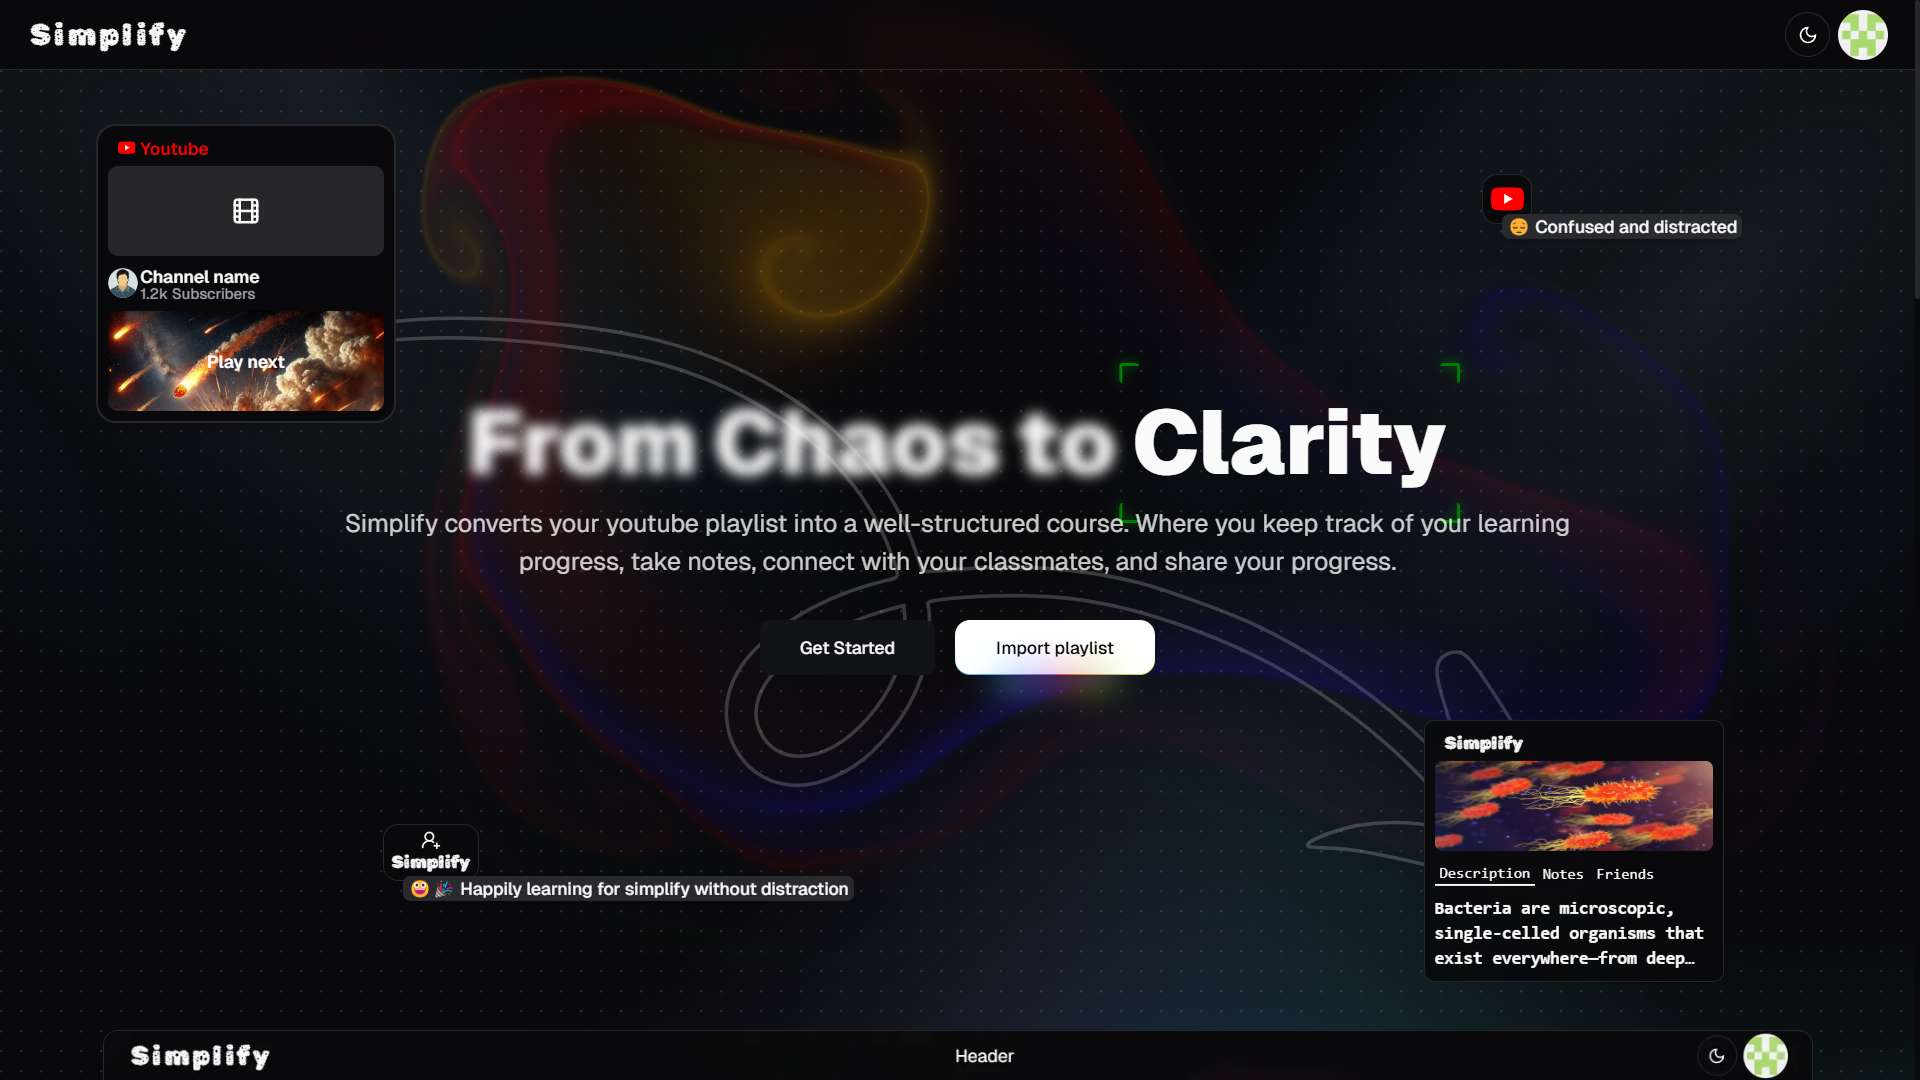 Simplify
Youtube
Channel name
1.2k Subscribers
Play next
Confused and distracted
From Chaos to Clarity
Simplify converts your youtube playlist into a well-structured course. Where you keep track of your learning
progress, take notes, connect with your classmates, and share your progress.
Get Started
Import playlist
Simplify
Description Notes Friends
Bacteria are microscopic,
single-celled organisms that
exist everywhere—from deep…
Simplify
Happily learning for simplify without distraction
Simplify
Header